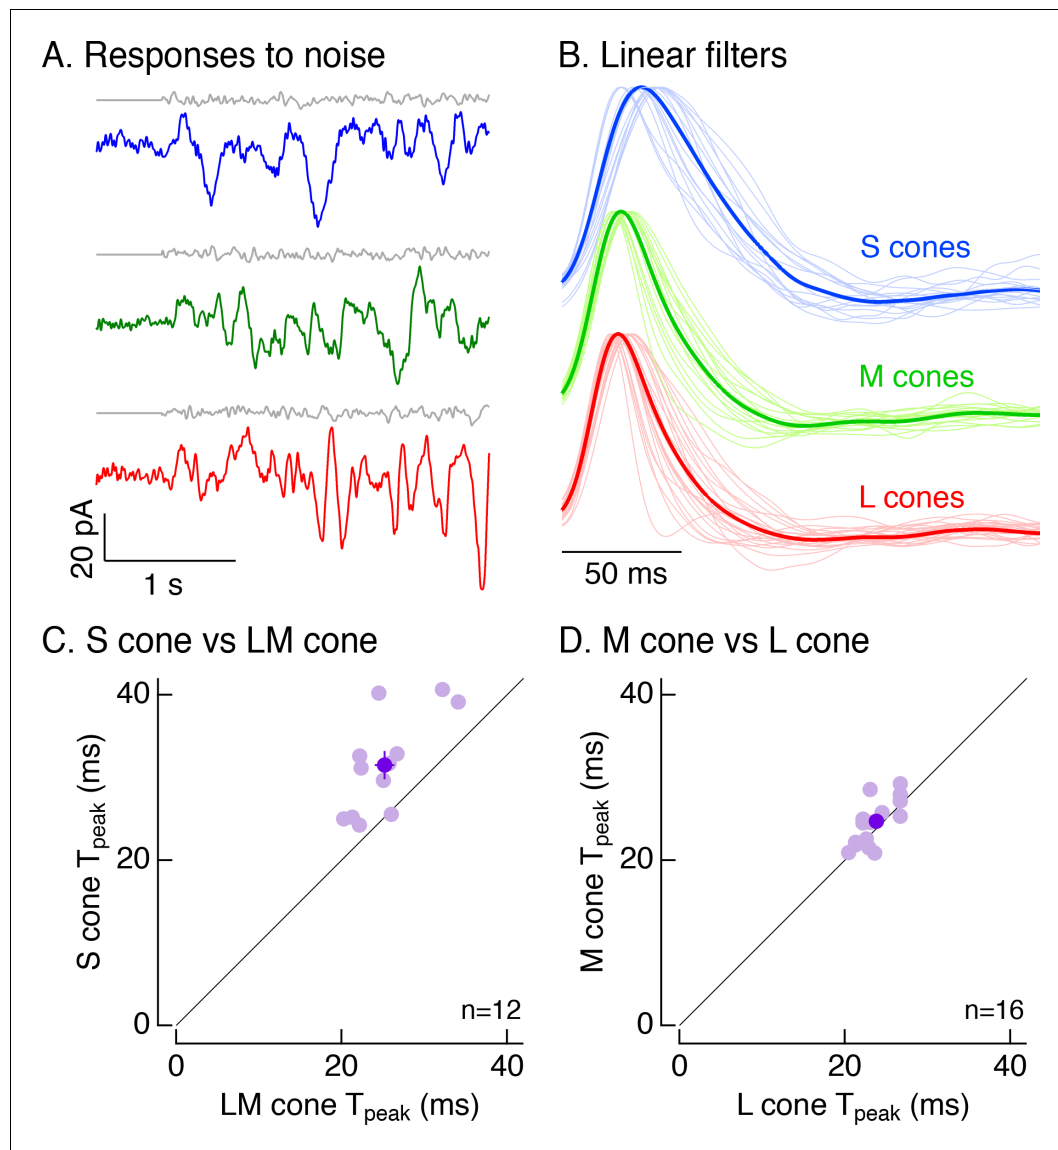 A. Responses to noise
20 pA
1 s
B. Linear filters
S cones
M cones
L cones
50 ms
C. S cone vs LM cone
S cone Tpeak (ms)
40
20
0
n=12
0 20 40
LM cone Tpeak (ms)
D. M cone vs L cone
M cone Tpeak (ms)
40
20
0
n=16
0 20 40
L cone Tpeak (ms)